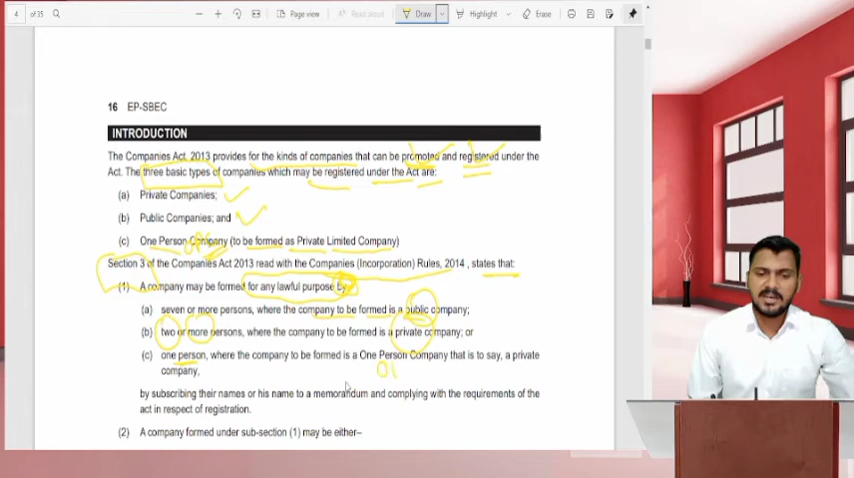 4 of 35
Page view
Read aloud
Draw
Highlight
Erase
16 EP-SBEC
INTRODUCTION
The Companies Act, 2013 provides for the kinds of companies that can be promoted and registered under the
Act. The three basic types of companies which may be registered under the Act are:
(a) Private Companies;
(b) Public Companies; and
(c) One Person Company (to be formed as Private Limited Company)
OPC
Section 3 of the Companies Act 2013 read with the Companies (Incorporation) Rules, 2014 , states that:
(1) A company may be formed for any lawful purpose by
(a) seven or more persons, where the company to be formed is a public company;
(b) two or more persons, where the company to be formed is a private company; or
(c) one person, where the company to be formed is a One Person Company that is to say, a private
company,
by subscribing their names or his name to a memorandum and complying with the requirements of the
act in respect of registration.
(2) A company formed under sub-section (1) may be either–